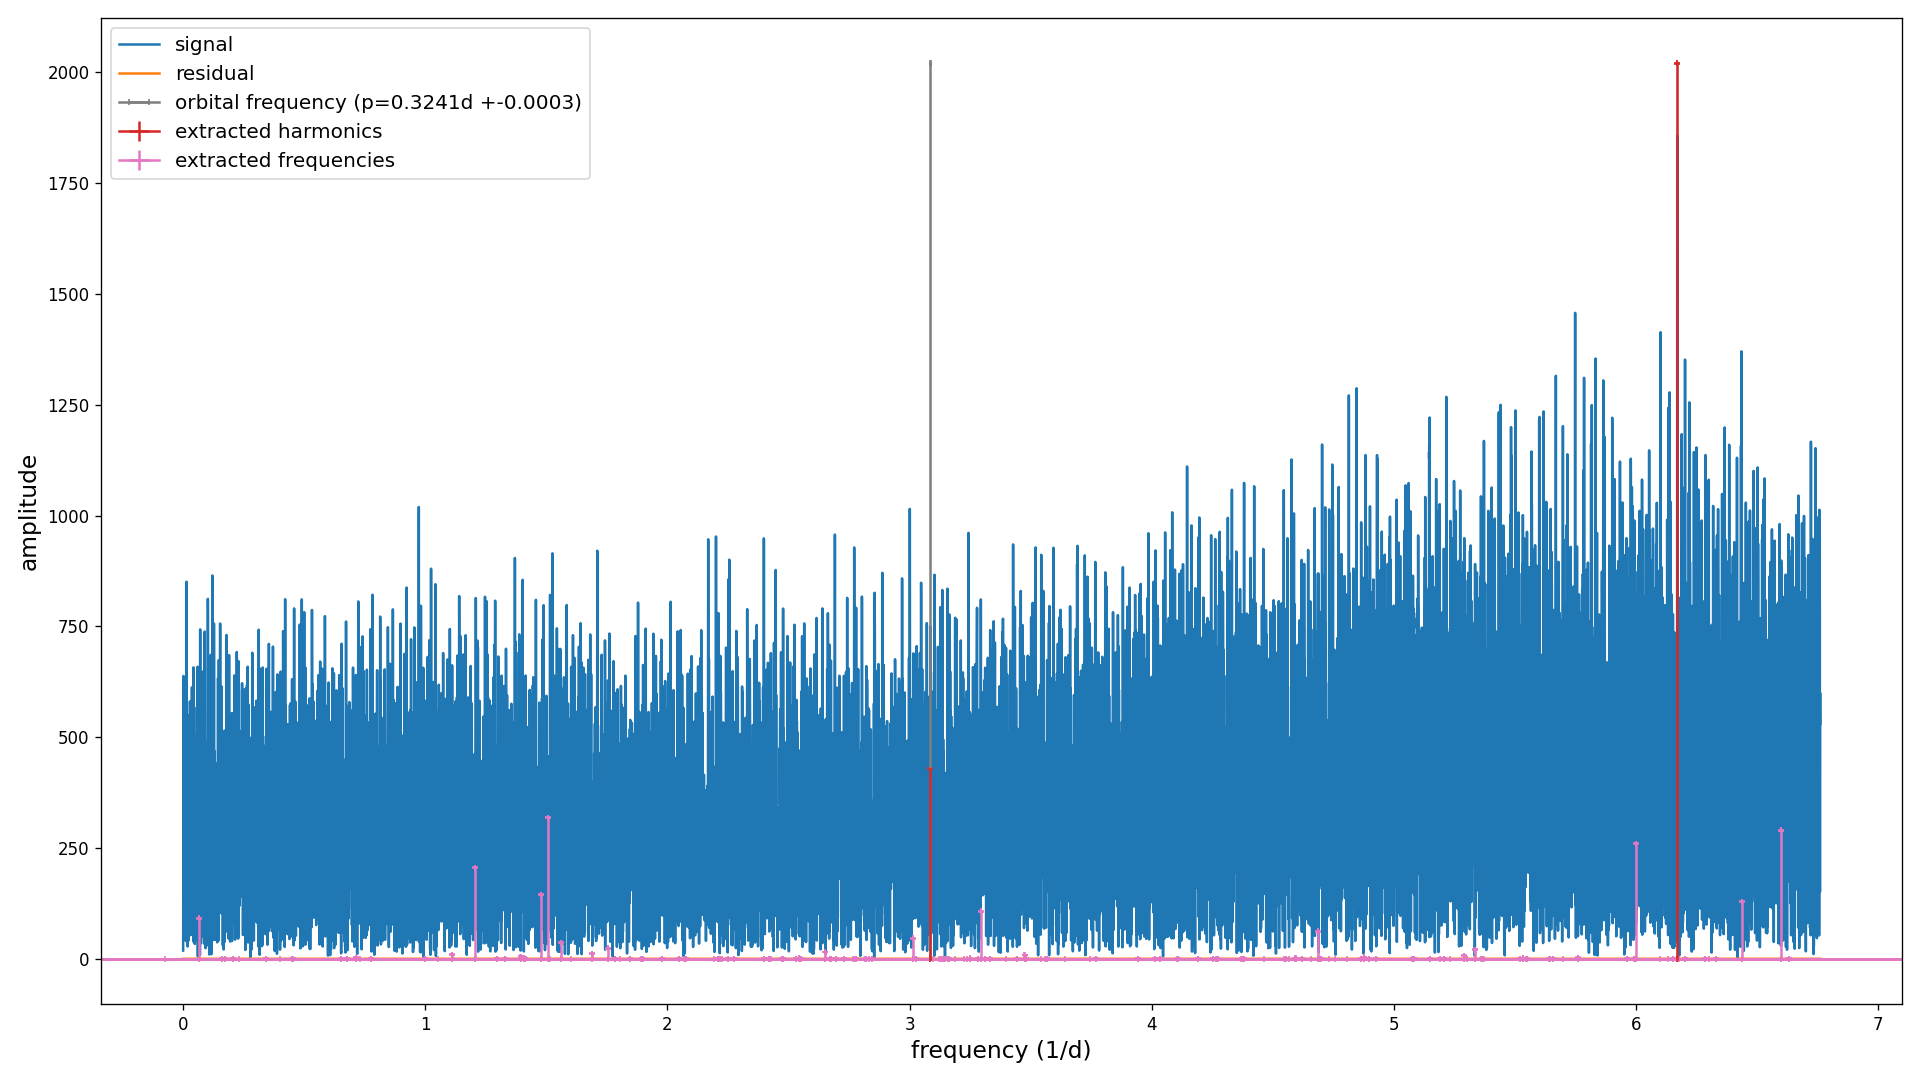 signal
residual
orbital frequency (p=0.3241d +-0.0003)
extracted harmonics
extracted frequencies
2000
1750
1500
1250
1000
750
500
250
0
amplitude
0 1 2 3 4 5 6 7
frequency (1/d)